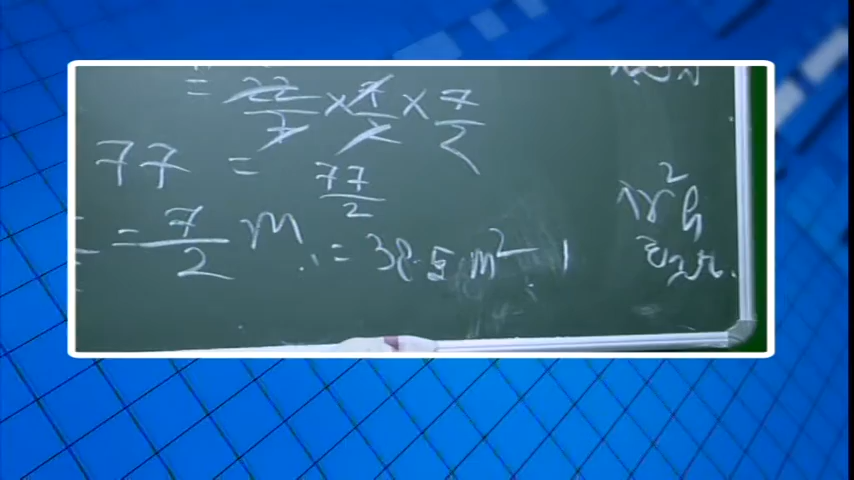 = 22/7 × 7/2 × 7/2
77 = 77/2
= 7/2 m
∴ = 38.5 m²
πr²h